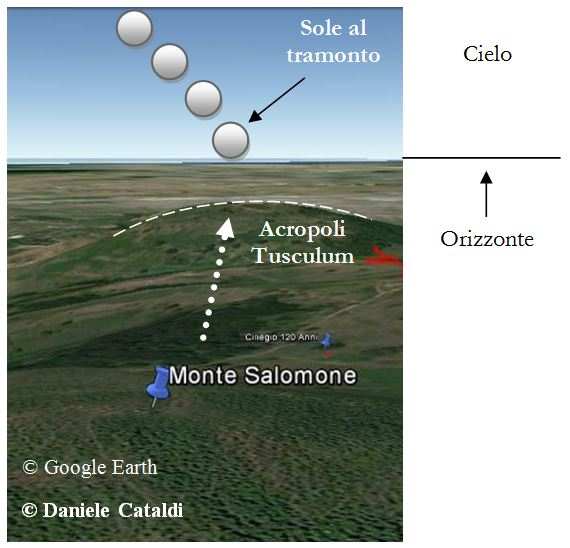 Sole al
tramonto
Cielo
Orizzonte
Acropoli
Tusculum
Ciliegio 120 Anni
Monte Salomone
© Google Earth
© Daniele Cataldi